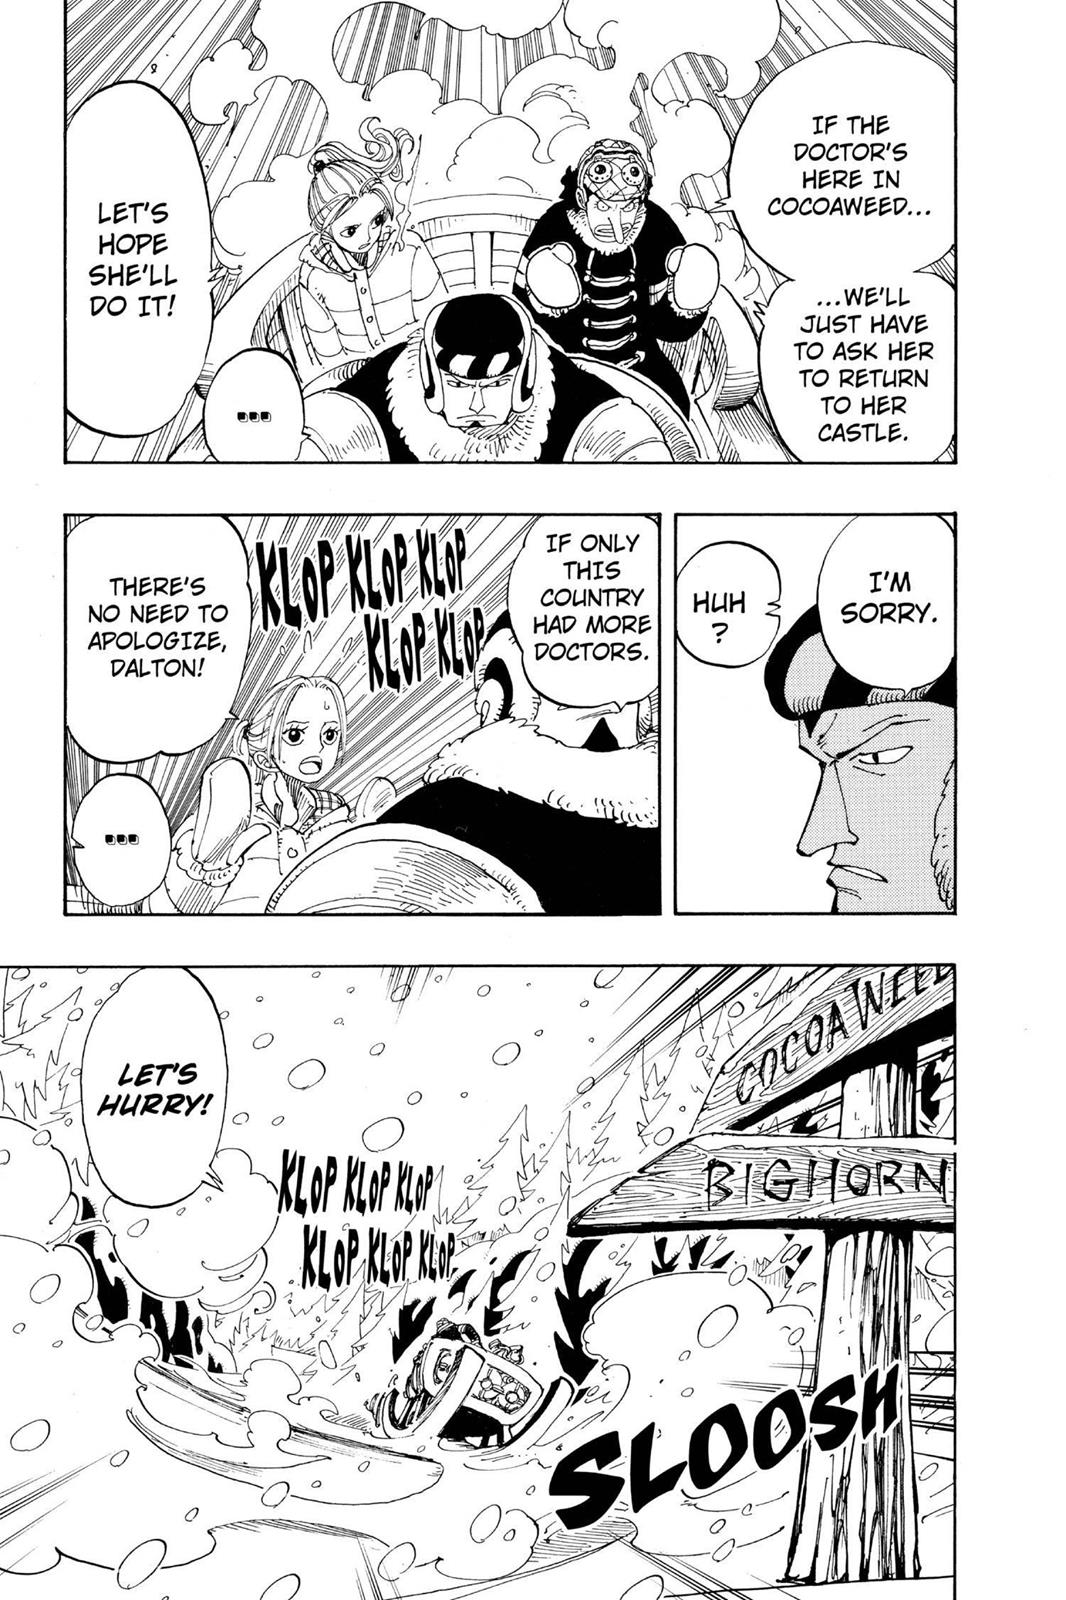 IF THE
DOCTOR'S
HERE IN
COCOAWEED...
...WE'LL
JUST HAVE
TO ASK HER
TO RETURN
TO HER
CASTLE.
LET'S
HOPE
SHE'LL
DO IT!
...
I'M
SORRY.
HUH
?
IF ONLY
THIS
COUNTRY
HAD MORE
DOCTORS.
KLOP KLOP KLOP
KLOP KLOP
THERE'S
NO NEED TO
APOLOGIZE,
DALTON!
...
COCOAWEED
BIGHORN
LET'S
HURRY!
KLOP KLOP KLOP
KLOP KLOP KLOP
SLOOSH